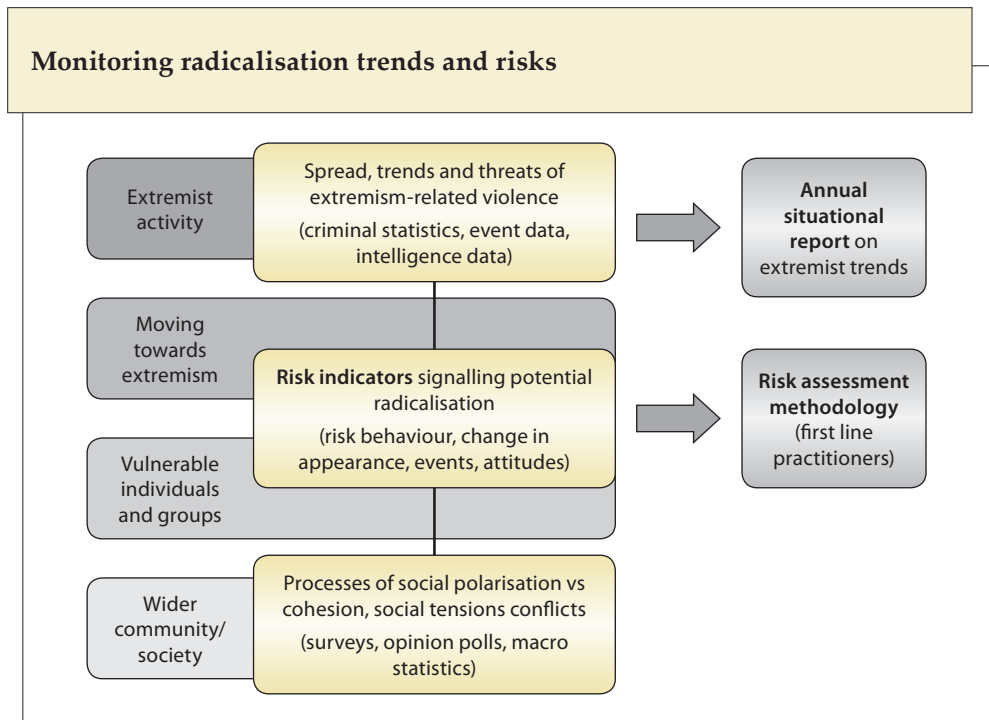 Monitoring radicalisation trends and risks
Extremist
activity
Spread, trends and threats of
extremism-related violence
(criminal statistics, event data,
intelligence data)
Annual
situational
report on
extremist trends
Moving
towards
extremism
Risk indicators signalling potential
radicalisation
(risk behaviour, change in
appearance, events, attitudes)
Risk assessment
methodology
(first line
practitioners)
Vulnerable
individuals
and groups
Wider
community/
society
Processes of social polarisation vs
cohesion, social tensions conflicts
(surveys, opinion polls, macro
statistics)